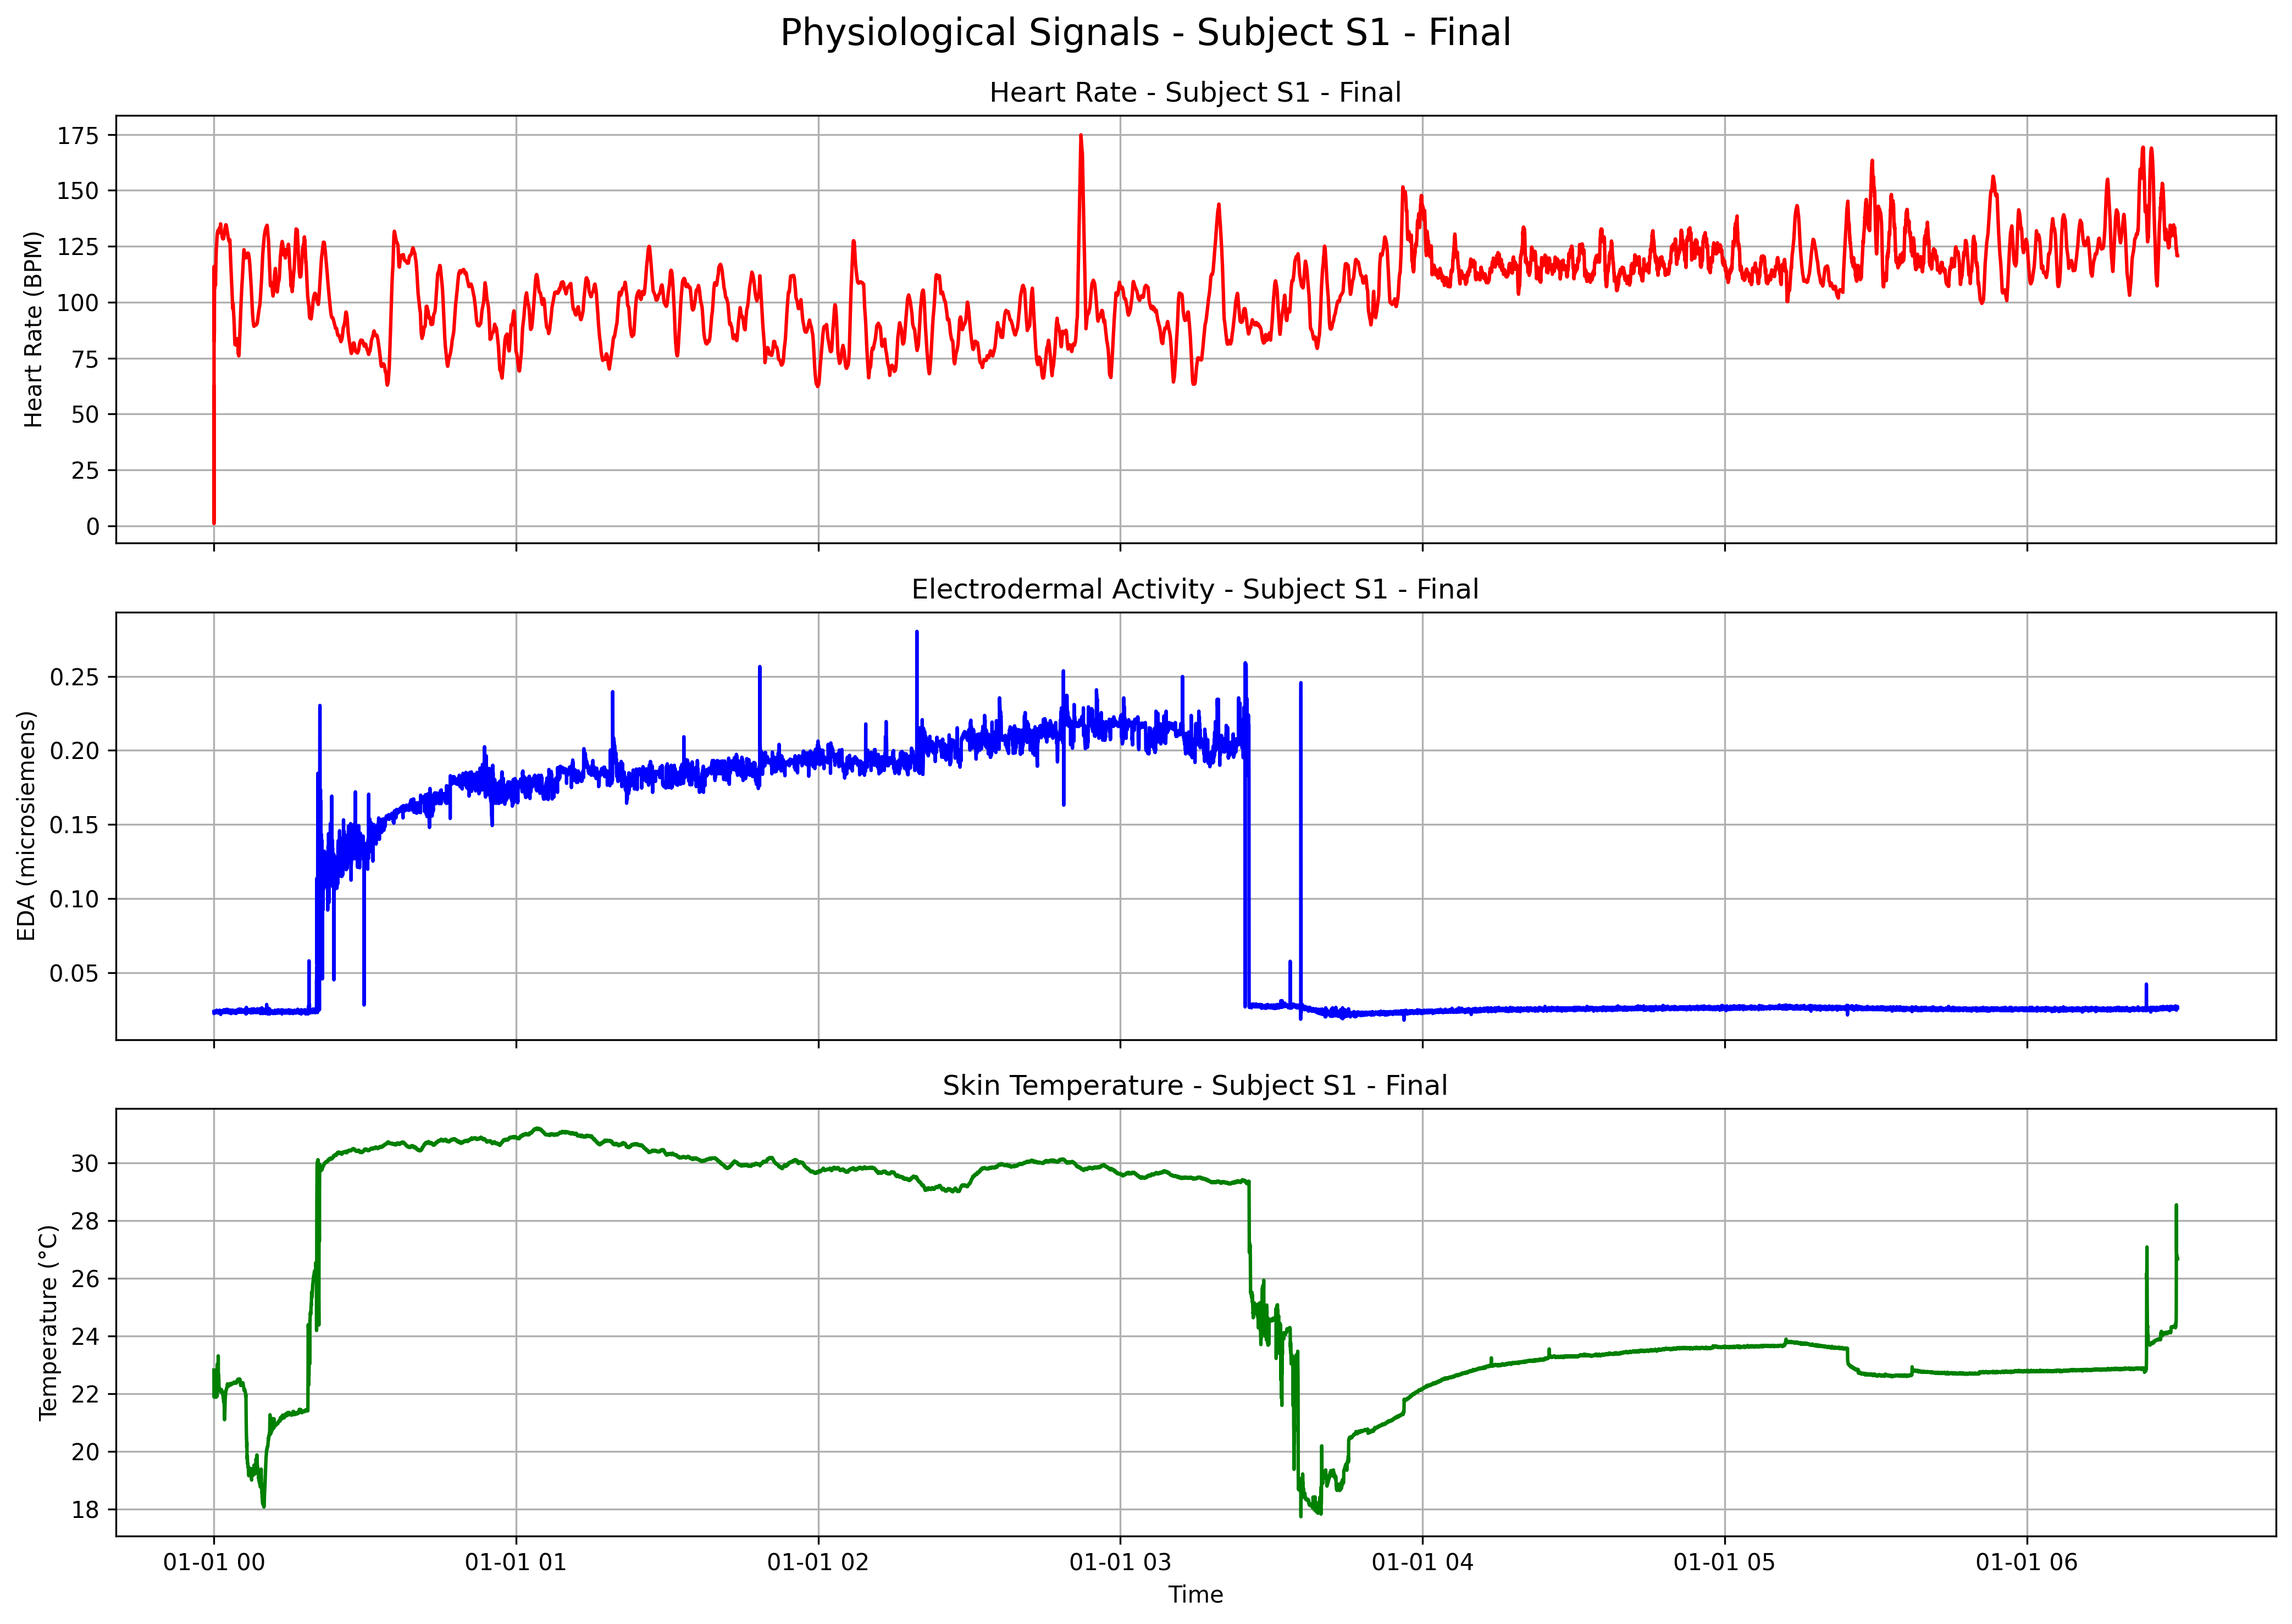 Physiological Signals - Subject S1 - Final
Heart Rate - Subject S1 - Final
Heart Rate (BPM)
175
150
125
100
75
50
25
0
Electrodermal Activity - Subject S1 - Final
EDA (microsiemens)
0.25
0.20
0.15
0.10
0.05
Skin Temperature - Subject S1 - Final
Temperature (°C)
30
28
26
24
22
20
18
01-01 00 01-01 01 01-01 02 01-01 03 01-01 04 01-01 05 01-01 06
Time